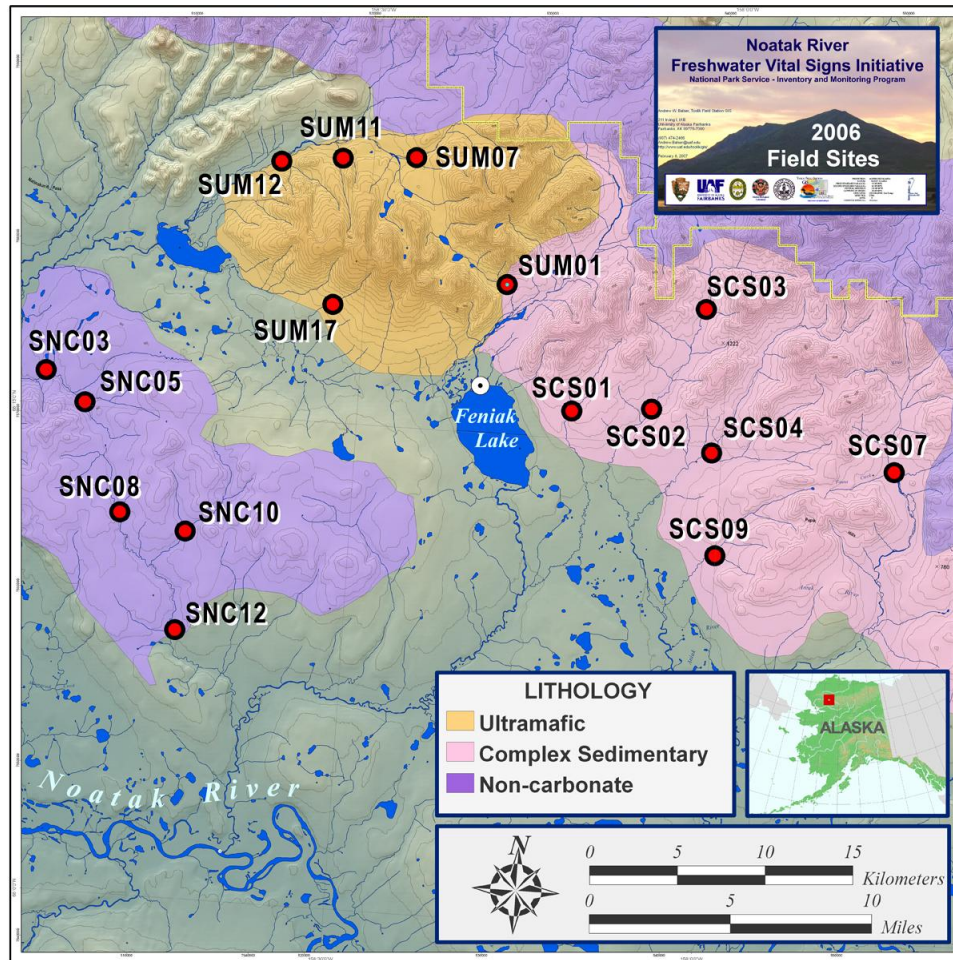 Noatak River
Freshwater Vital Signs Initiative
National Park Service - Inventory and Monitoring Program
2006
Field Sites
UAF
FAIRBANKS
SUM11
SUM07
SUM12
SUM01
SCS03
SUM17
SNC03
SNC05
SCS01
SCS02
Feniak
Lake
SCS04
SCS07
SNC08
SNC10
SCS09
SNC12
LITHOLOGY
Ultramafic
Complex Sedimentary
Non-carbonate
ALASKA
Noatak River
N
0 5 10 15
Kilometers
0 5 10
Miles